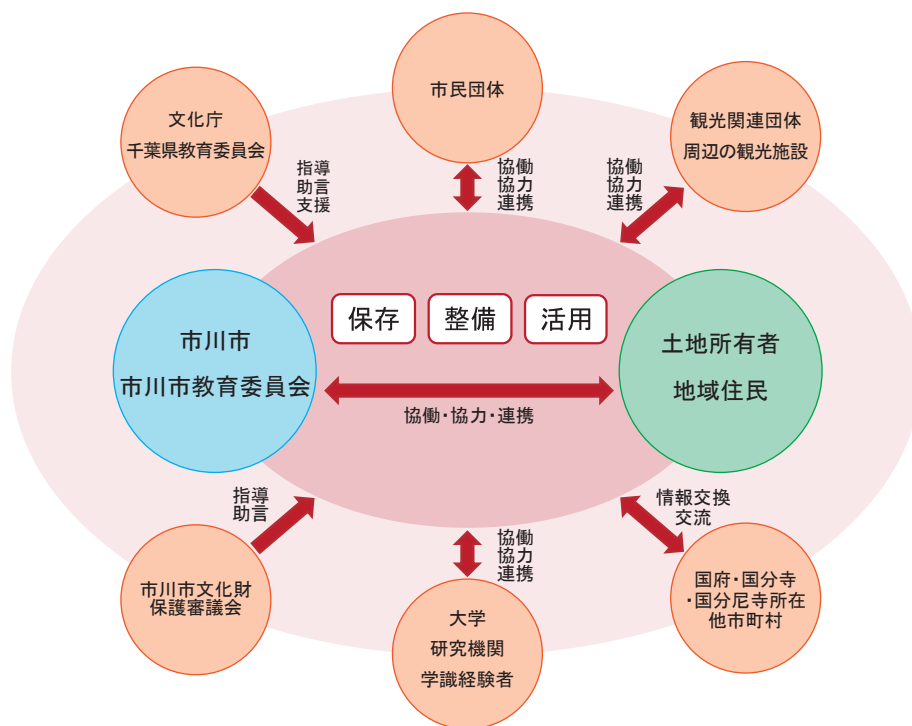 市民団体
文化庁
千葉県教育委員会
観光関連団体
周辺の観光施設
指導
助言
支援
協働
協力
連携
協働
協力
連携
保存
整備
活用
市川市
市川市教育委員会
土地所有者
地域住民
協働・協力・連携
指導
助言
協働
協力
連携
情報交換
交流
市川市文化財
保護審議会
大学
研究機関
学識経験者
国府・国分寺
・国分尼寺所在
他市町村